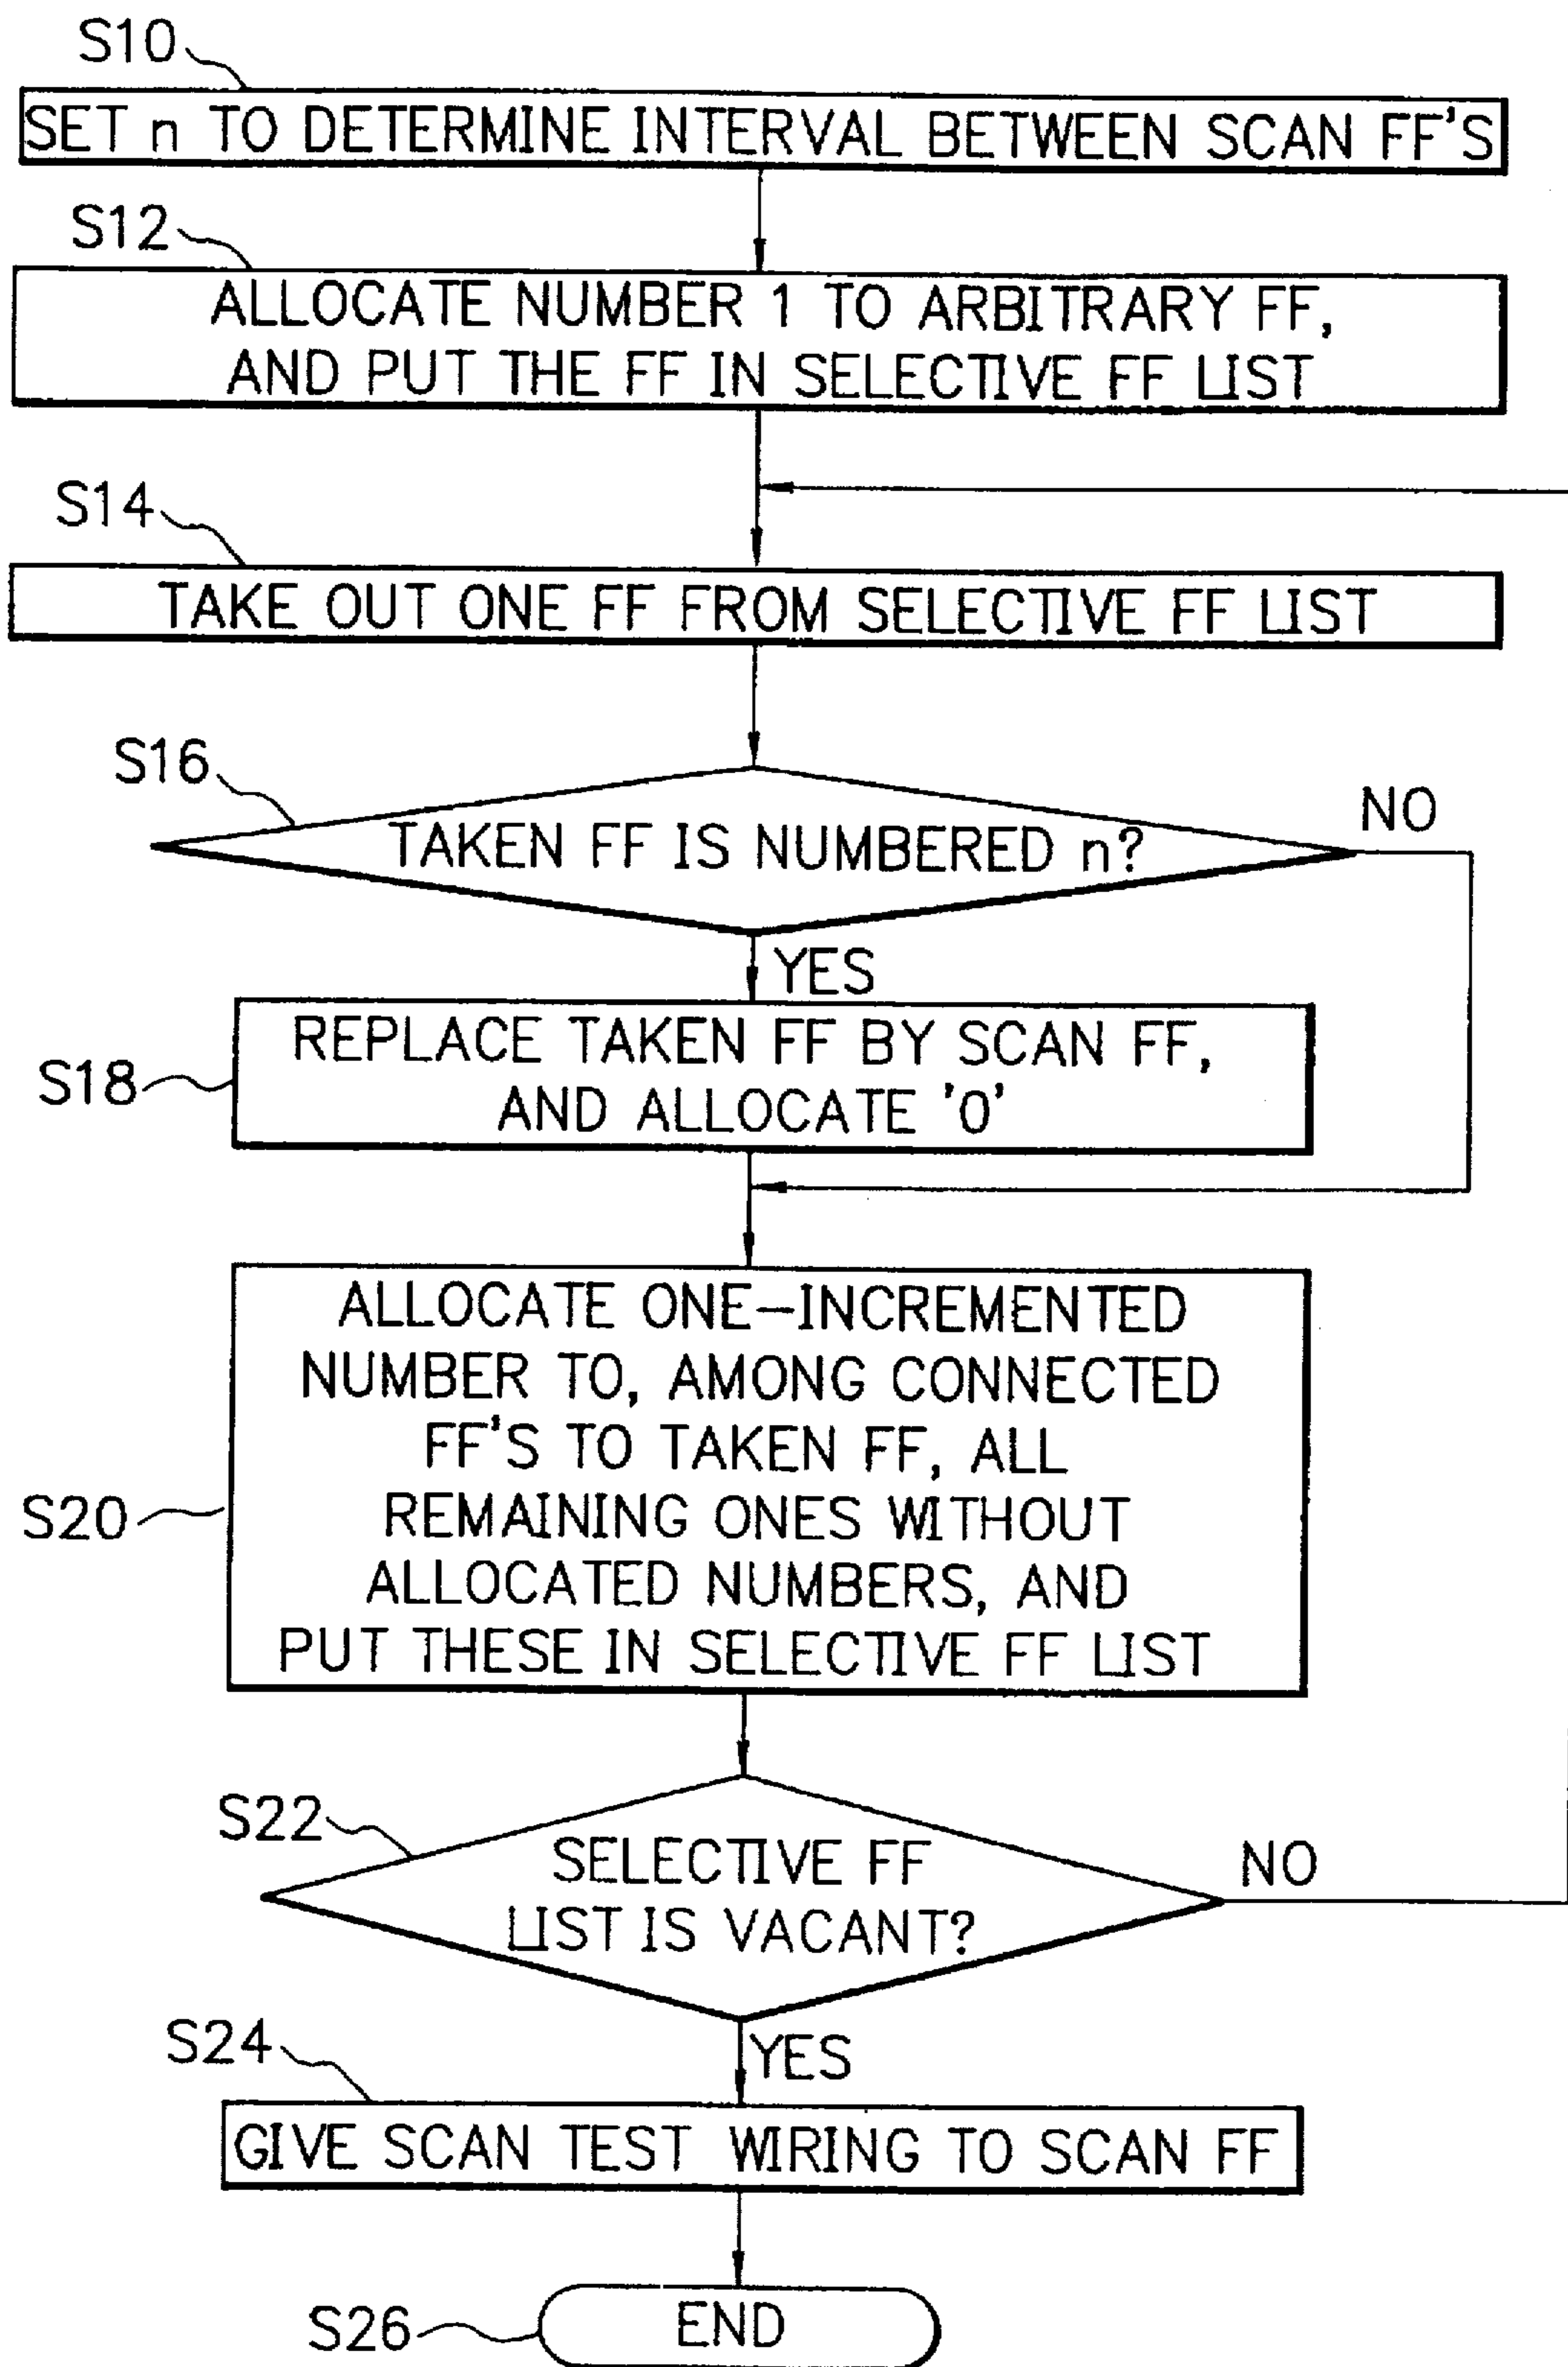 S10
SET n TO DETERMINE INTERVAL BETWEEN SCAN FF'S
S12
ALLOCATE NUMBER 1 TO ARBITRARY FF,
AND PUT THE FF IN SELECTIVE FF LIST
S14
TAKE OUT ONE FF FROM SELECTIVE FF LIST
S16
TAKEN FF IS NUMBERED n?
NO
YES
S18
REPLACE TAKEN FF BY SCAN FF,
AND ALLOCATE '0'
S20
ALLOCATE ONE-INCREMENTED
NUMBER TO, AMONG CONNECTED
FF'S TO TAKEN FF, ALL
REMAINING ONES WITHOUT
ALLOCATED NUMBERS, AND
PUT THESE IN SELECTIVE FF LIST
S22
SELECTIVE FF
LIST IS VACANT?
NO
YES
S24
GIVE SCAN TEST WIRING TO SCAN FF
S26
END